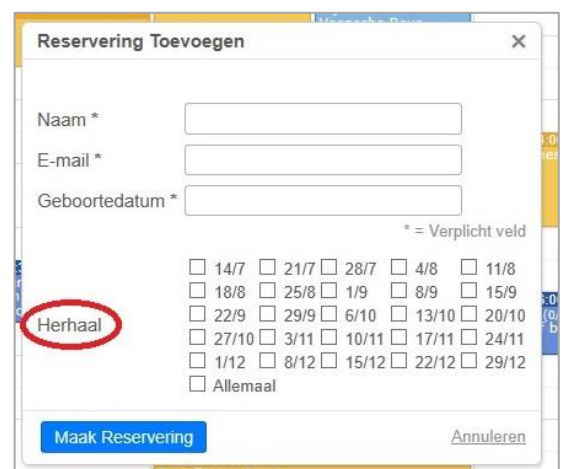 Reservering Toevoegen ×
Naam *
E-mail *
Geboortedatum *
* = Verplicht veld
14/7 21/7 28/7 4/8 11/8
18/8 25/8 1/9 8/9 15/9
22/9 29/9 6/10 13/10 20/10
Herhaal
27/10 3/11 10/11 17/11 24/11
1/12 8/12 15/12 22/12 29/12
Allemaal
Maak Reservering Annuleren